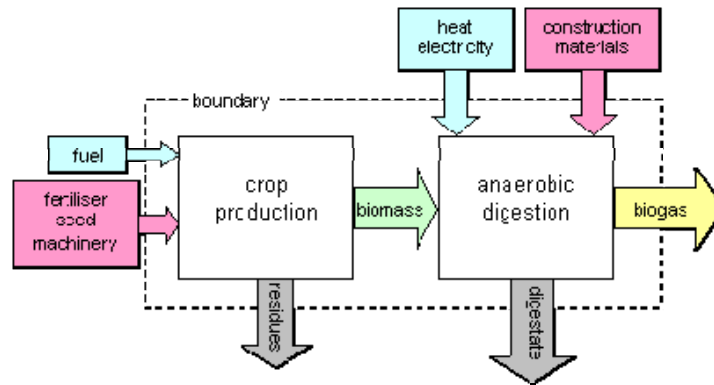 heat
electricity
construction
materials
boundary
fuel
fertiliser
seed
machinery
crop
production
biomass
anaerobic
digestion
biogas
residues
digestate